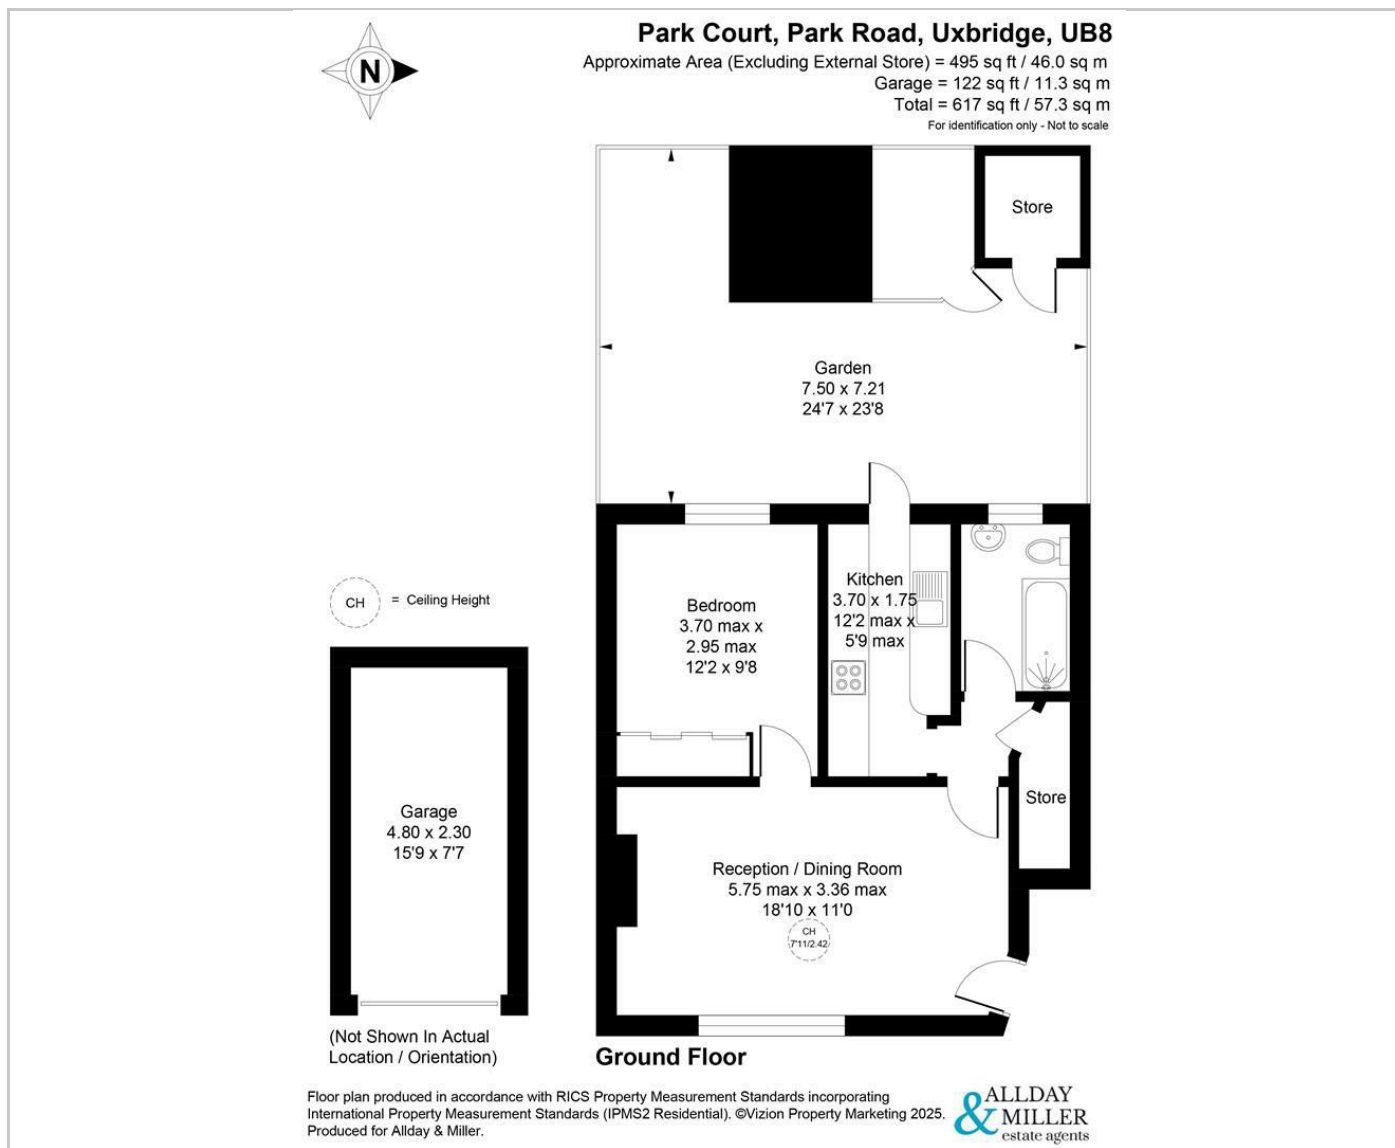 Park Court, Park Road, Uxbridge, UB8
Approximate Area (Excluding External Store) = 495 sq ft / 46.0 sq m
Garage = 122 sq ft / 11.3 sq m
Total = 617 sq ft / 57.3 sq m
For identification only - Not to scale
N
Store
Garden
7.50 x 7.21
24'7 x 23'8
CH = Ceiling Height
Bedroom
3.70 max x
2.95 max
12'2 x 9'8
Kitchen
3.70 x 1.75
12'2 max x
5'9 max
Store
Garage
4.80 x 2.30
15'9 x 7'7
Reception / Dining Room
5.75 max x 3.36 max
18'10 x 11'0
CH
7'11/2.42
(Not Shown In Actual
Location / Orientation)
Ground Floor
Floor plan produced in accordance with RICS Property Measurement Standards incorporating
International Property Measurement Standards (IPMS2 Residential). ©Vizion Property Marketing 2025.
Produced for Allday & Miller.
ALLDAY
& MILLER
estate agents